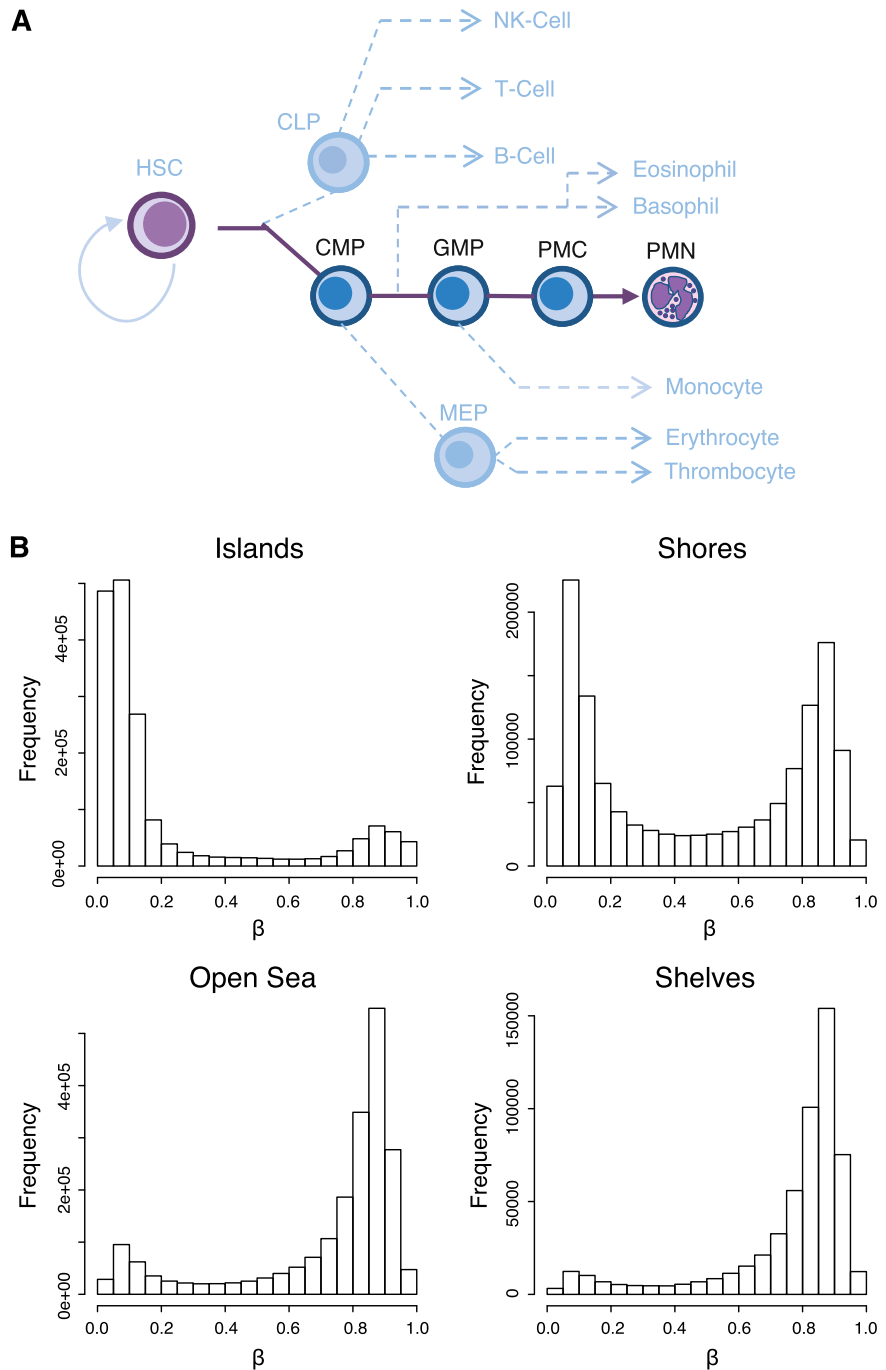 A
NK-Cell
T-Cell
CLP
B-Cell
HSC
Eosinophil
Basophil
CMP
GMP
PMC
PMN
Monocyte
MEP
Erythrocyte
Thrombocyte
B
Islands
Frequency
0e+00
2e+05
4e+05
0.0 0.2 0.4 0.6 0.8 1.0
β
Shores
Frequency
0
100000
200000
0.0 0.2 0.4 0.6 0.8 1.0
β
Open Sea
Frequency
0e+00
2e+05
4e+05
0.0 0.2 0.4 0.6 0.8 1.0
β
Shelves
Frequency
0
50000
100000
150000
0.0 0.2 0.4 0.6 0.8 1.0
β